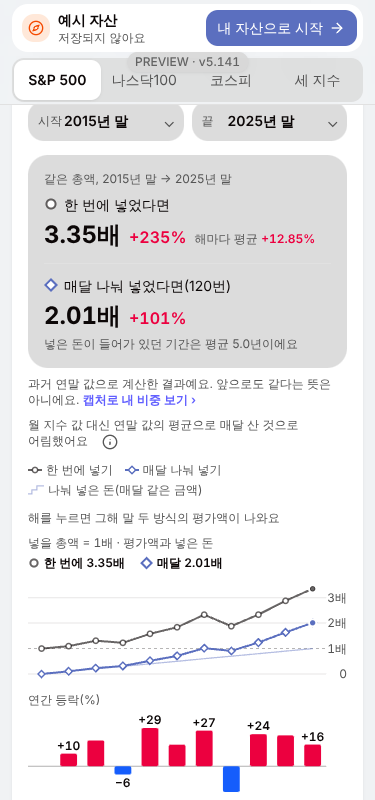 예시 자산
저장되지 않아요
내 자산으로 시작 →
PREVIEW · v5.141
S&P 500 나스닥100 코스피 세 지수
시작 2015년 말 끝 2025년 말
같은 총액, 2015년 말 → 2025년 말
한 번에 넣었다면
3.35배 +235% 해마다 평균 +12.85%
매달 나눠 넣었다면(120번)
2.01배 +101%
넣은 돈이 들어가 있던 기간은 평균 5.0년이에요
과거 연말 값으로 계산한 결과예요. 앞으로도 같다는 뜻은
아니에요. 캡처로 내 비중 보기 ›
월 지수 값 대신 연말 값의 평균으로 매달 산 것으로
어림했어요
한 번에 넣기 매달 나눠 넣기
나눠 넣은 돈(매달 같은 금액)
해를 누르면 그해 말 두 방식의 평가액이 나와요
넣을 총액 = 1배 · 평가액과 넣은 돈
한 번에 3.35배 매달 2.01배
3배
2배
1배
0
연간 등락(%)
+10 −6 +29 +27 +24 +16